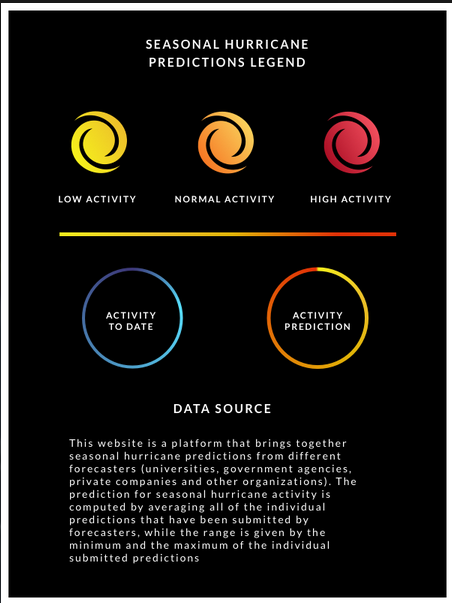 SEASONAL HURRICANE
PREDICTIONS LEGEND
LOW ACTIVITY NORMAL ACTIVITY HIGH ACTIVITY
ACTIVITY
TO DATE
ACTIVITY
PREDICTION
DATA SOURCE
This website is a platform that brings together
seasonal hurricane predictions from different
forecasters (universities, government agencies,
private companies and other organizations). The
prediction for seasonal hurricane activity is
computed by averaging all of the individual
predictions that have been submitted by
forecasters, while the range is given by the
minimum and the maximum of the individual
submitted predictions